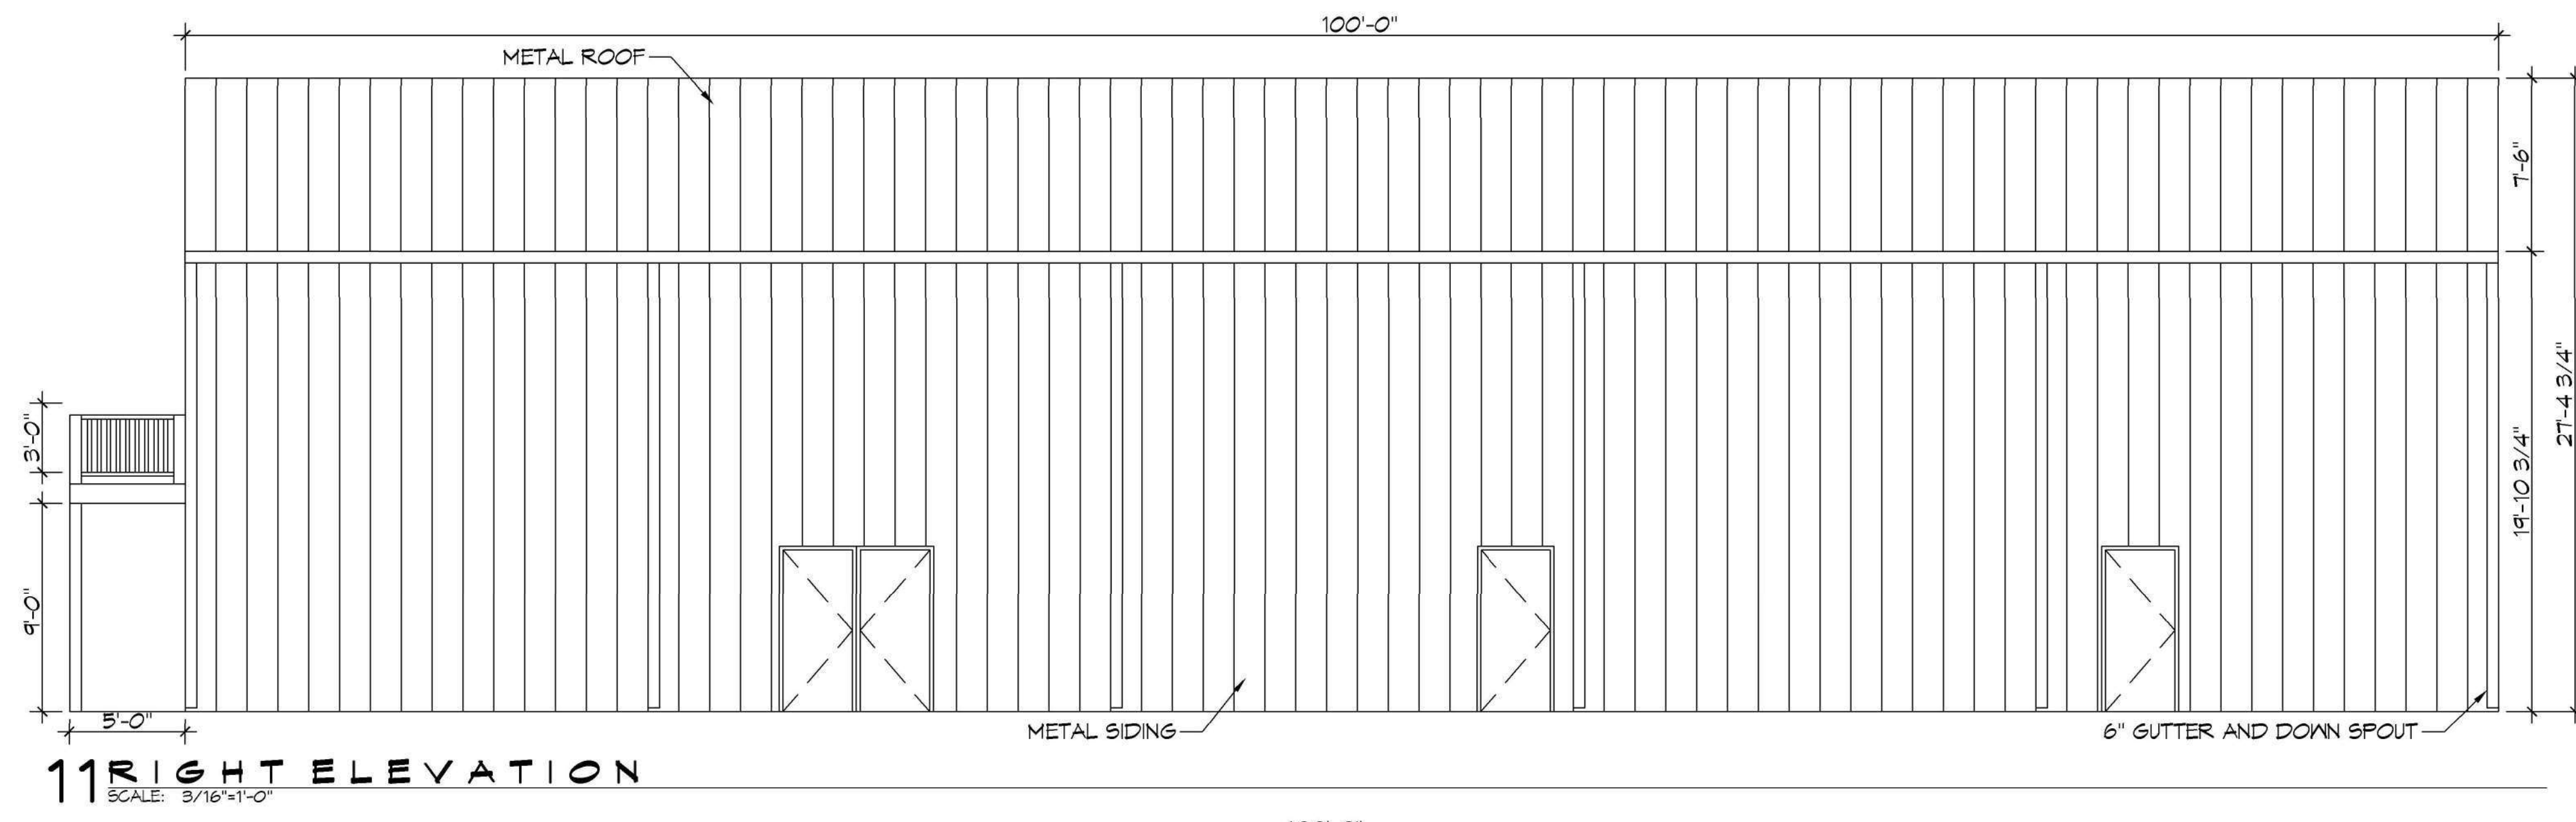 100'-0"
METAL ROOF
7'-6"
27'-4 3/4"
3'-0"
19'-10 3/4"
9'-0"
5'-0"
METAL SIDING
6" GUTTER AND DOWN SPOUT
11 RIGHT ELEVATION
SCALE: 3/16"=1'-0"